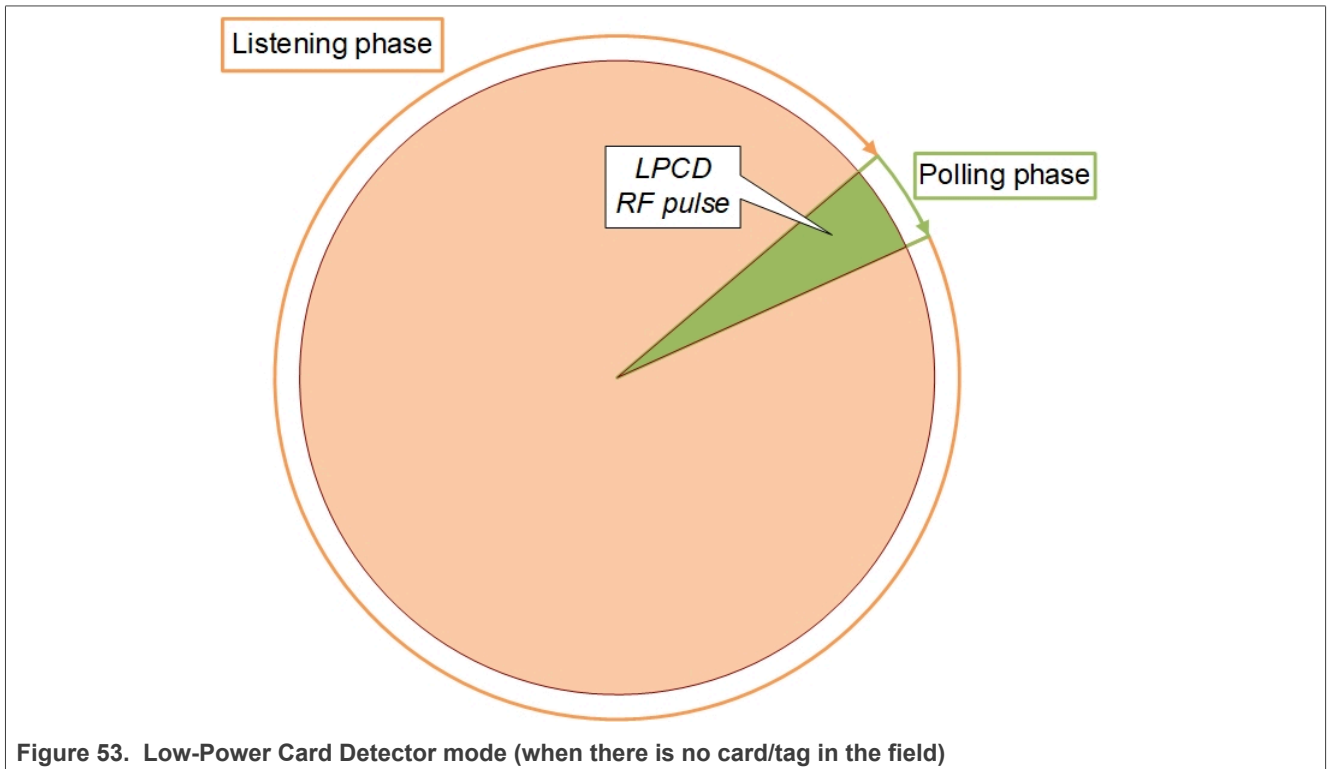 Listening phase
LPCD
RF pulse
Polling phase
Figure 53. Low-Power Card Detector mode (when there is no card/tag in the field)